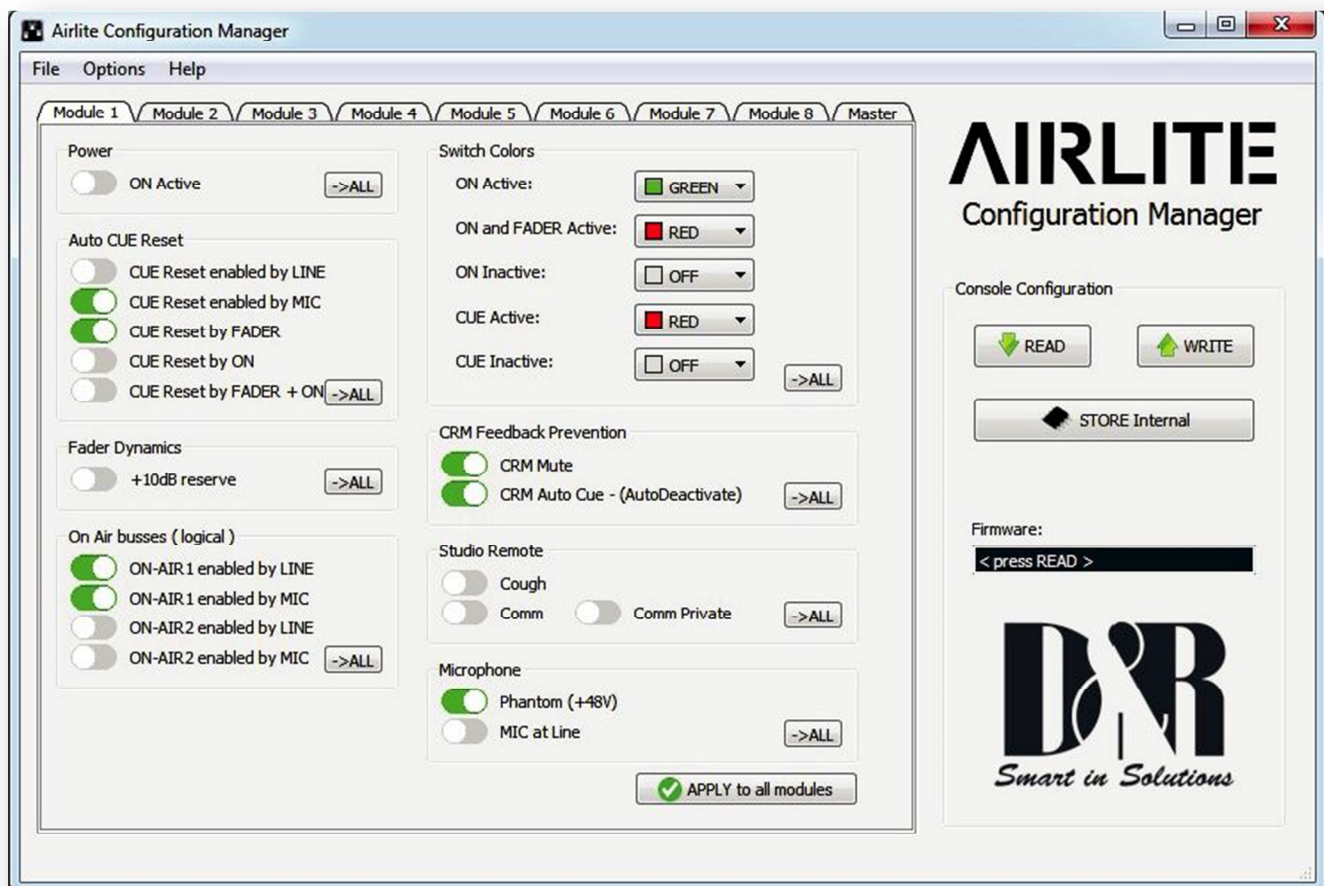 Airlite Configuration Manager
File Options Help
Module 1 Module 2 Module 3 Module 4 Module 5 Module 6 Module 7 Module 8 Master
Power
ON Active
->ALL
Auto CUE Reset
CUE Reset enabled by LINE
CUE Reset enabled by MIC
CUE Reset by FADER
CUE Reset by ON
CUE Reset by FADER + ON
->ALL
Fader Dynamics
+10dB reserve
->ALL
On Air busses ( logical )
ON-AIR1 enabled by LINE
ON-AIR1 enabled by MIC
ON-AIR2 enabled by LINE
ON-AIR2 enabled by MIC
->ALL
Switch Colors
ON Active: GREEN
ON and FADER Active: RED
ON Inactive: OFF
CUE Active: RED
CUE Inactive: OFF
->ALL
CRM Feedback Prevention
CRM Mute
CRM Auto Cue - (AutoDeactivate)
->ALL
Studio Remote
Cough
Comm Comm Private
->ALL
Microphone
Phantom (+48V)
MIC at Line
->ALL
APPLY to all modules
AIRLITE
Configuration Manager
Console Configuration
READ WRITE
STORE Internal
Firmware:
< press READ >
D&R
Smart in Solutions